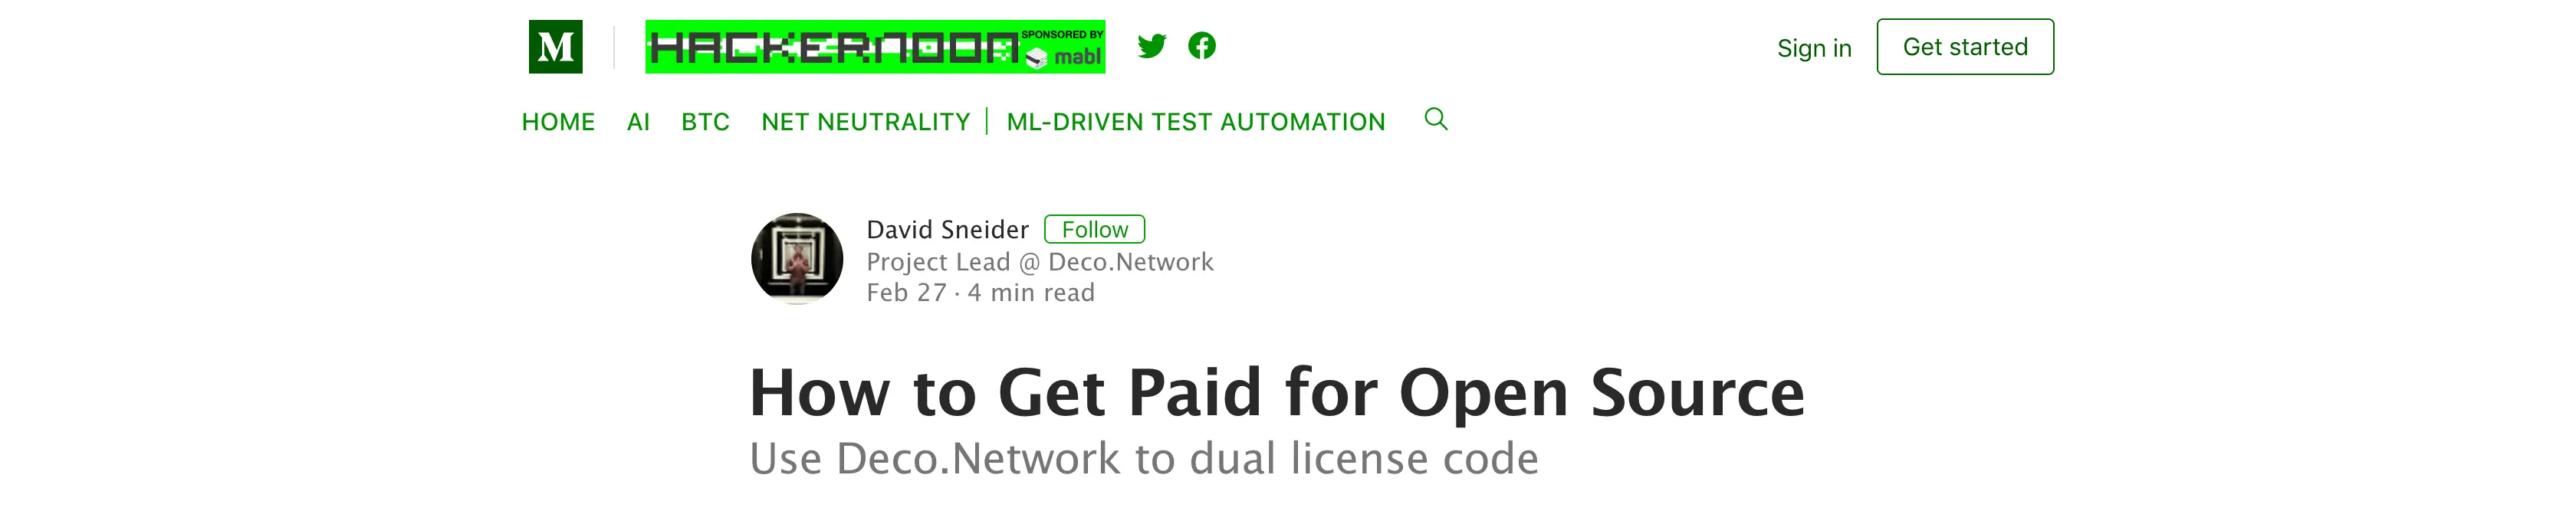 M
HACKERNOON
SPONSORED BY
mabl
Sign in
Get started
HOME AI BTC NET NEUTRALITY ML-DRIVEN TEST AUTOMATION
David Sneider Follow
Project Lead @ Deco.Network
Feb 27 · 4 min read
How to Get Paid for Open Source
Use Deco.Network to dual license code